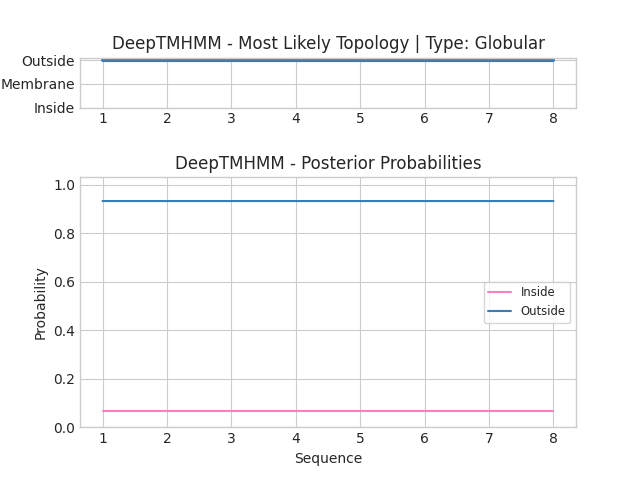 DeepTMHMM - Most Likely Topology | Type: Globular
Outside
Membrane
Inside
1 2 3 4 5 6 7 8
DeepTMHMM - Posterior Probabilities
1.0
0.8
0.6
0.4
0.2
0.0
Probability
Inside
Outside
1 2 3 4 5 6 7 8
Sequence